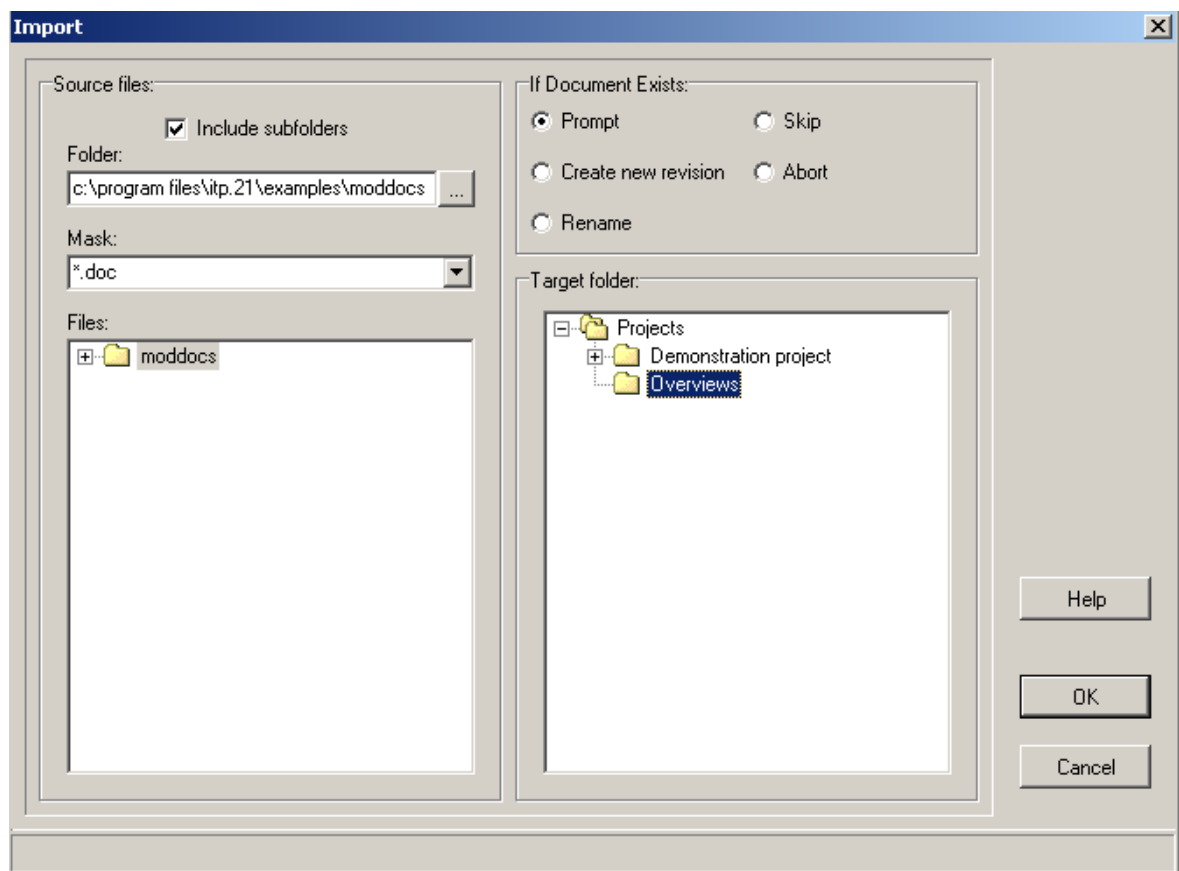 Import
Source files:
Include subfolders
Folder:
c:\program files\itp.21\examples\moddocs
...
Mask:
*.doc
Files:
moddocs
If Document Exists:
Prompt
Skip
Create new revision
Abort
Rename
Target folder:
Projects
Demonstration project
Overviews
Help
OK
Cancel